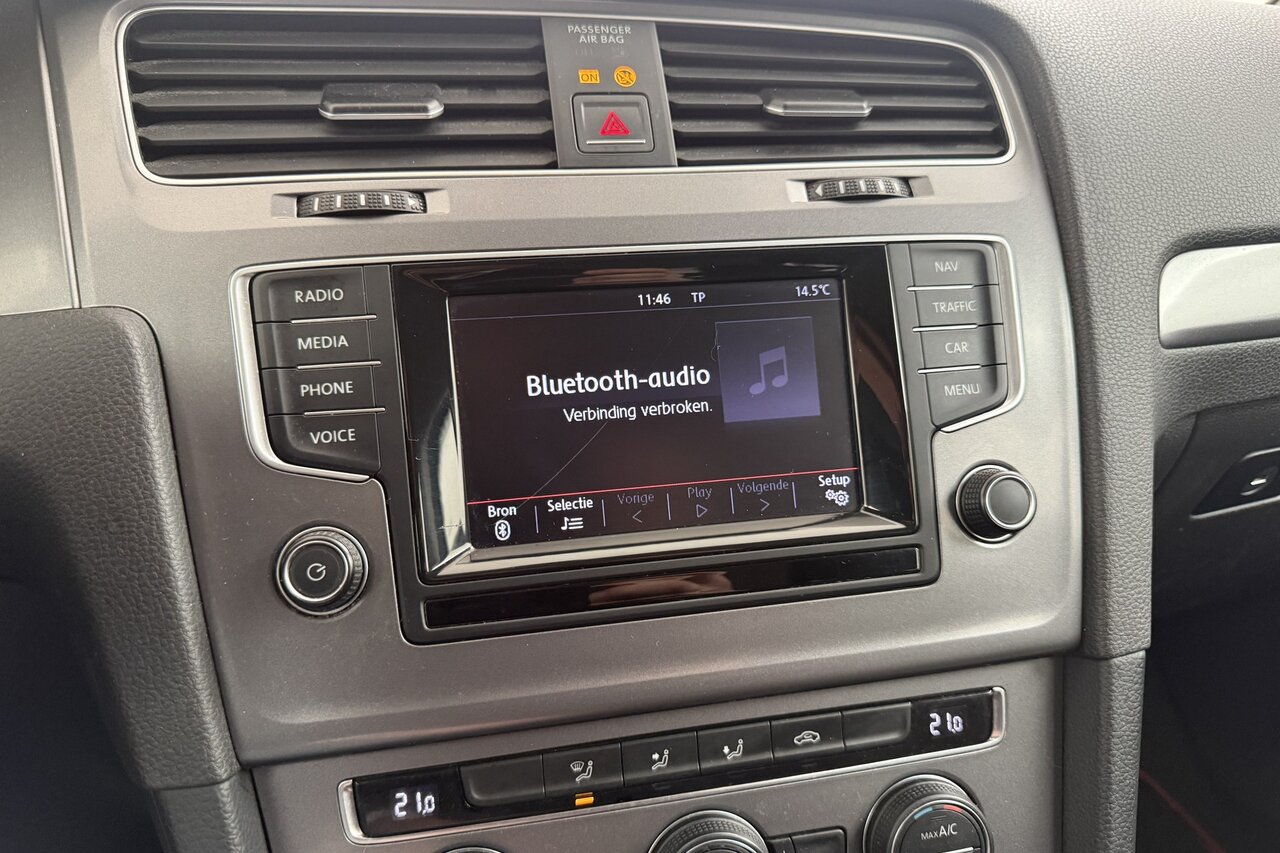 PASSENGER
AIR BAG
ON
RADIO
MEDIA
PHONE
VOICE
11:46 TP 14.5°C
Bluetooth-audio
Verbinding verbroken.
Bron Selectie Vorige Play Volgende Setup
NAV
TRAFFIC
CAR
MENU
21.0
21.0
MAX A/C